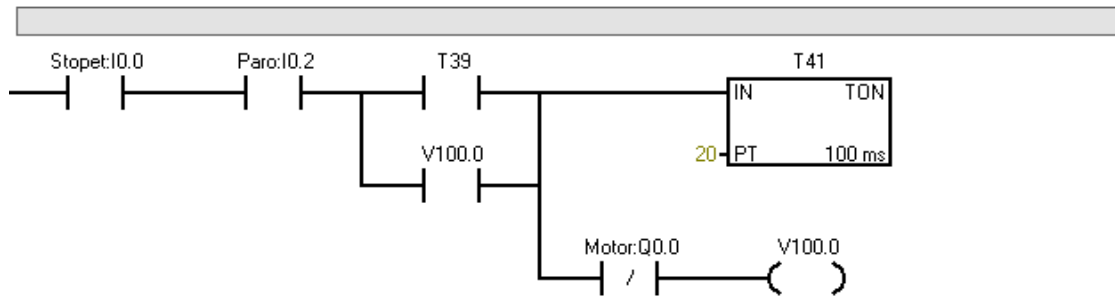 Stopet:I0.0
Paro:I0.2
T39
T41
IN
TON
V100.0
20
PT
100 ms
Motor:Q0.0
V100.0
/